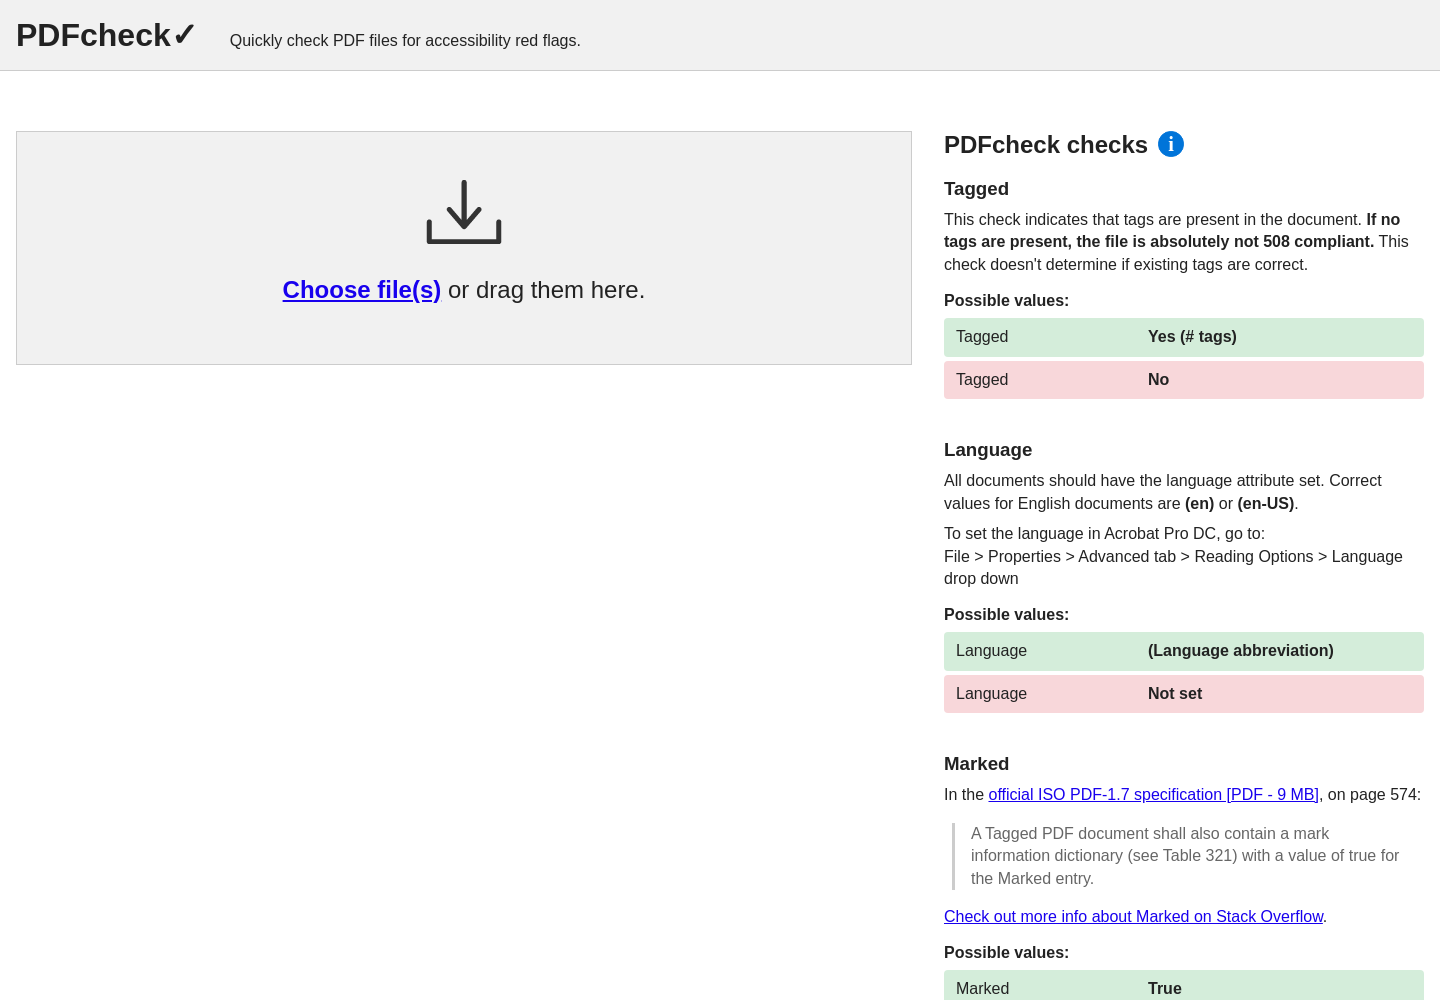 PDFcheck✓
Quickly check PDF files for accessibility red flags.
Choose file(s) or drag them here.
PDFcheck checks i
Tagged
This check indicates that tags are present in the document. If no
tags are present, the file is absolutely not 508 compliant. This
check doesn't determine if existing tags are correct.
Possible values:
Tagged Yes (# tags)
Tagged No
Language
All documents should have the language attribute set. Correct
values for English documents are (en) or (en-US).
To set the language in Acrobat Pro DC, go to:
File > Properties > Advanced tab > Reading Options > Language
drop down
Possible values:
Language (Language abbreviation)
Language Not set
Marked
In the official ISO PDF-1.7 specification [PDF - 9 MB], on page 574:
A Tagged PDF document shall also contain a mark
information dictionary (see Table 321) with a value of true for
the Marked entry.
Check out more info about Marked on Stack Overflow.
Possible values:
Marked True